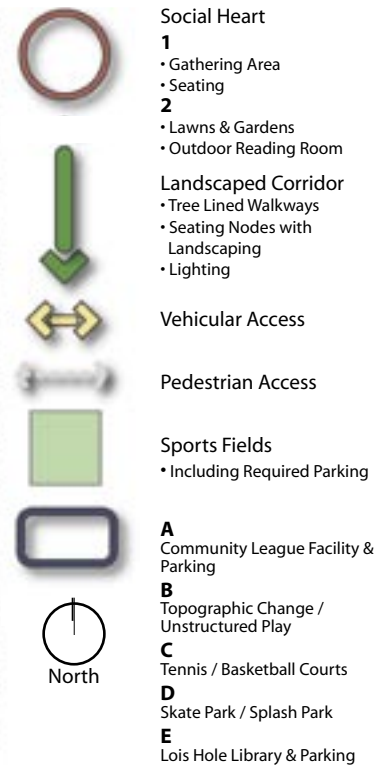 Social Heart
1
• Gathering Area
• Seating
2
• Lawns & Gardens
• Outdoor Reading Room
Landscaped Corridor
• Tree Lined Walkways
• Seating Nodes with
Landscaping
• Lighting
Vehicular Access
Pedestrian Access
Sports Fields
• Including Required Parking
A
Community League Facility &
Parking
B
Topographic Change /
Unstructured Play
C
Tennis / Basketball Courts
D
Skate Park / Splash Park
E
Lois Hole Library & Parking
North